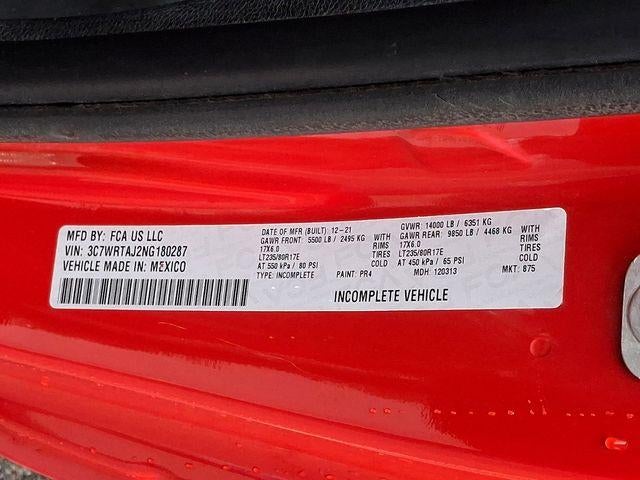 MFD BY: FCA US LLC
VIN: 3C7WRTAJ2NG180287
VEHICLE MADE IN: MEXICO
DATE OF MFR (BUILT): 12-21
GAWR FRONT: 5500 LB / 2495 KG
17X6.0 RIMS
LT235/80R17E TIRES
AT 550 kPa / 80 PSI COLD
TYPE: INCOMPLETE
PAINT: PR4
GVWR: 14000 LB / 6351 KG
GAWR REAR: 9850 LB / 4468 KG
17X6.0 RIMS
LT235/80R17E TIRES
AT 450 kPa / 65 PSI COLD
MDH: 120313
MKT: 875
INCOMPLETE VEHICLE